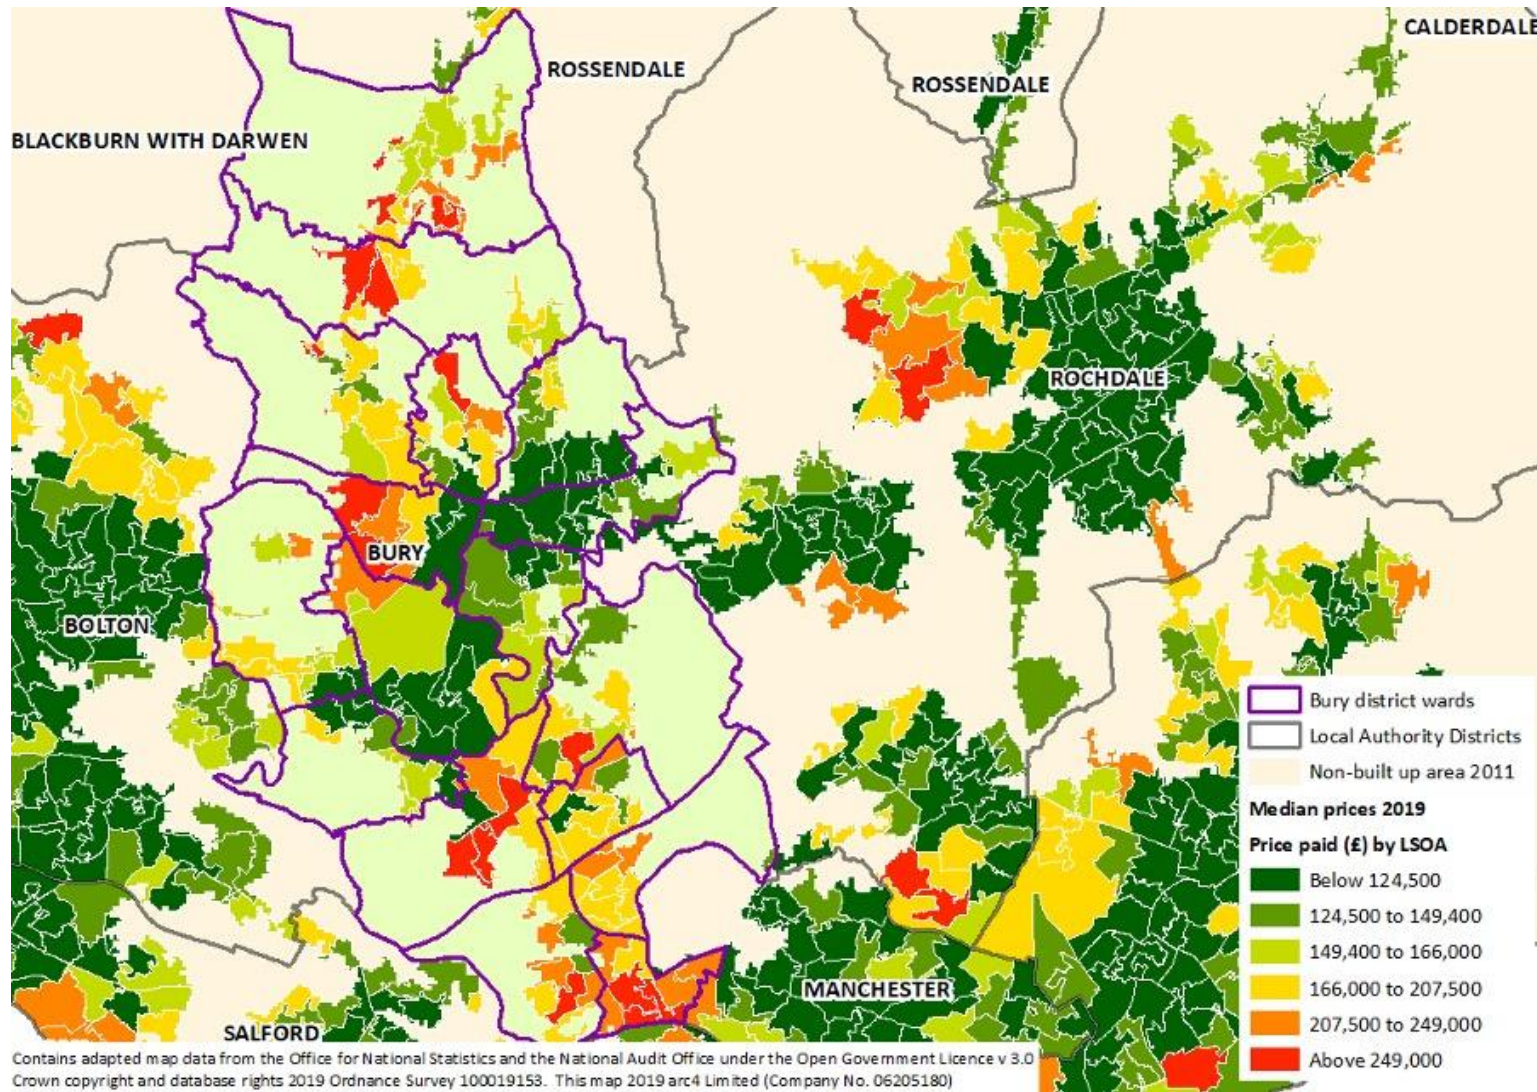 CALDERDALE
ROSSENDALE
ROSSENDALE
BLACKBURN WITH DARWEN
ROCHDALE
BURY
BOLTON
MANCHESTER
SALFORD
Bury district wards
Local Authority Districts
Non-built up area 2011
Median prices 2019
Price paid (£) by LSOA
Below 124,500
124,500 to 149,400
149,400 to 166,000
166,000 to 207,500
207,500 to 249,000
Above 249,000
Contains adapted map data from the Office for National Statistics and the National Audit Office under the Open Government Licence v 3.0
Crown copyright and database rights 2019 Ordnance Survey 100019153. This map 2019 arc4 Limited (Company No. 06205180)